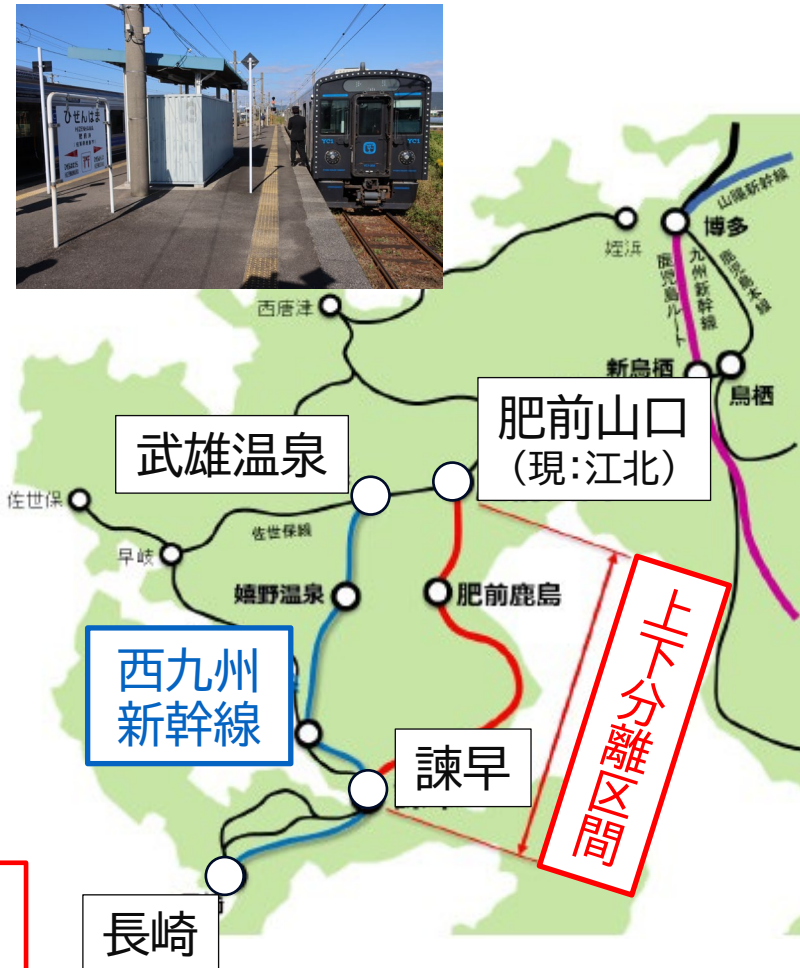 ひぜんはま
YC1
山陽新幹線
博多
姪浜
九州新幹線
鹿児島ルート
鹿児島本線
西唐津
新鳥栖
鳥栖
肥前山口
(現:江北)
武雄温泉
佐世保
佐世保線
早岐
嬉野温泉
肥前鹿島
上下分離区間
西九州
新幹線
諫早
長崎